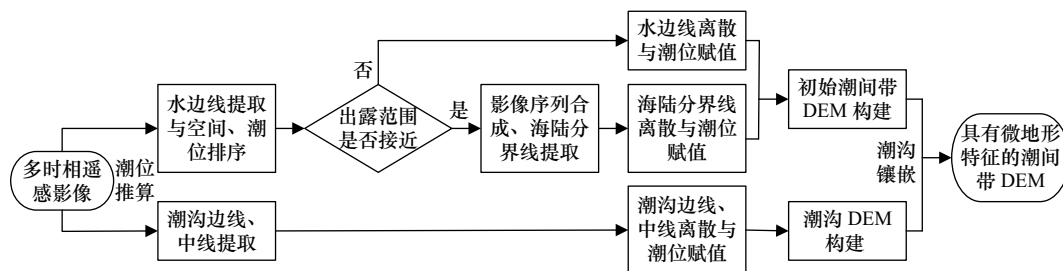 多时相遥
感影像
潮位
推算
水边线提取
与空间、潮
位排序
出露范围
是否接近
否
是
水边线离散
与潮位赋值
影像序列合
成、海陆分
界线提取
海陆分界线
离散与潮位
赋值
初始潮间带
DEM 构建
潮沟边线、
中线提取
潮沟边线、
中线离散与
潮位赋值
潮沟 DEM
构建
潮沟
镶嵌
具有微地形
特征的潮间
带 DEM